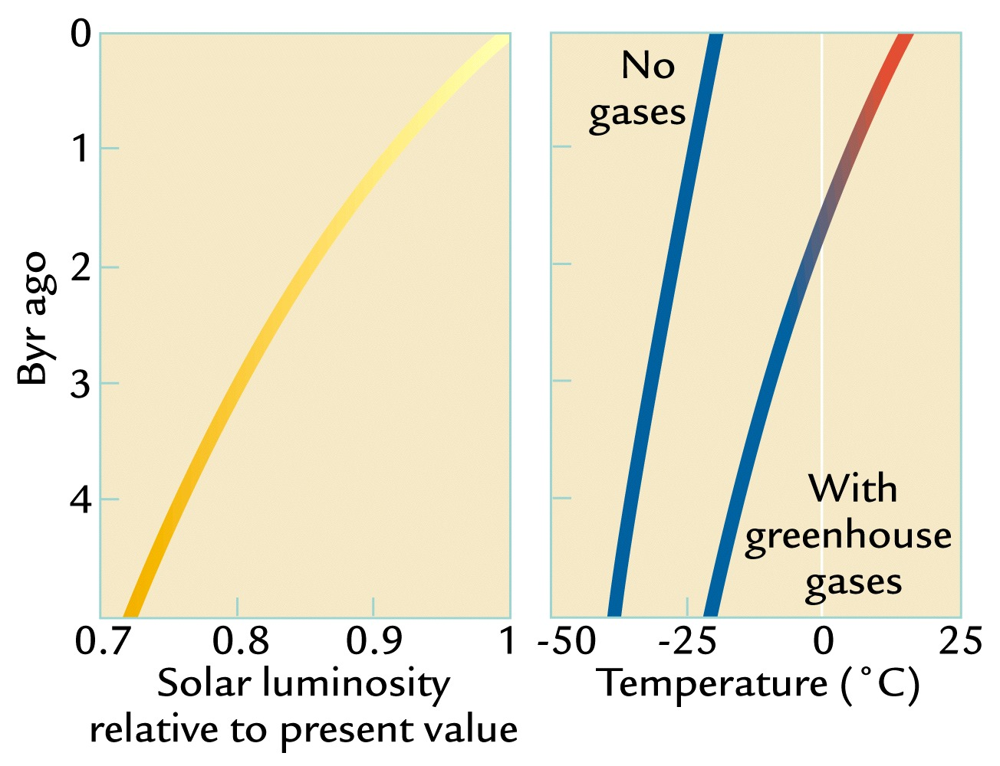 0
1
2
3
4
Byr ago
0.7 0.8 0.9 1
Solar luminosity
relative to present value
No
gases
With
greenhouse
gases
-50 -25 0 25
Temperature (°C)